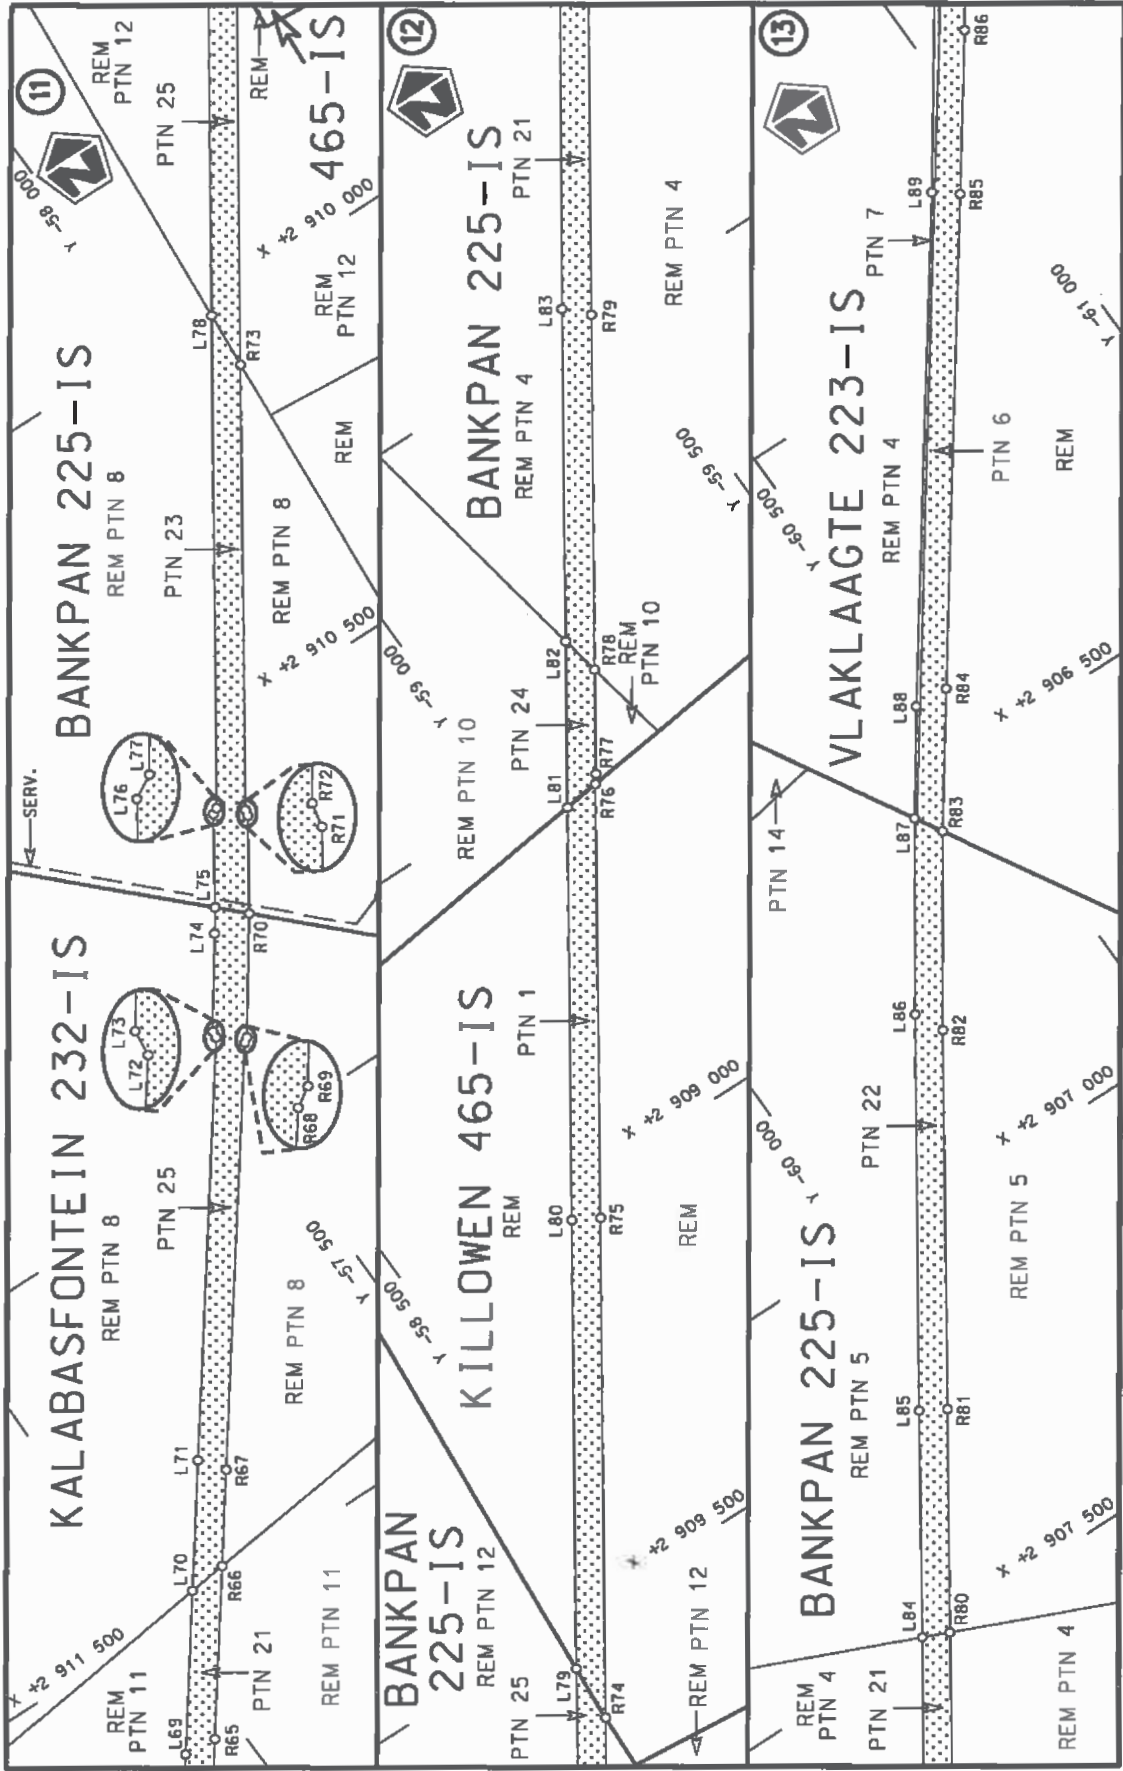 11
KALABASFONTEIN 232-IS
BANKPAN 225-IS
REM PTN 8
REM PTN 8
SERV.
REM
PTN 12
PTN 25
Y -58 000
X +2 911 500
REM
PTN 11
L69
L70
L71
PTN 25
L72
L73
L74
L75
L76
L77
PTN 23
L78
R65
PTN 21
R66
R67
R68
R69
R70
R71
R72
R73
REM PTN 11
REM PTN 8
REM PTN 8
X +2 910 500
X +2 910 000
REM
465-IS
REM
PTN 12
REM
Y -57 500
Y -59 000
12
BANKPAN
225-IS
REM PTN 12
KILLOWEN 465-IS
REM
BANKPAN 225-IS
REM PTN 4
REM PTN 10
Y -58 500
PTN 25
L79
L80
PTN 1
L81
PTN 24
L82
L83
PTN 21
R74
R75
R76
R77
R78
R79
REM
PTN 10
REM PTN 12
X +2 909 500
REM
X +2 909 000
REM PTN 4
Y -59 500
13
BANKPAN 225-IS
REM PTN 5
VLAKLAAGTE 223-IS
REM PTN 4
Y -60 000
Y -60 500
PTN 14
REM
PTN 4
PTN 21
L84
L85
PTN 22
L86
L87
L88
L89
PTN 7
R80
R81
R82
R83
R84
R85
R86
PTN 6
REM PTN 4
X +2 907 500
REM PTN 5
X +2 907 000
X +2 906 500
REM
Y -61 000